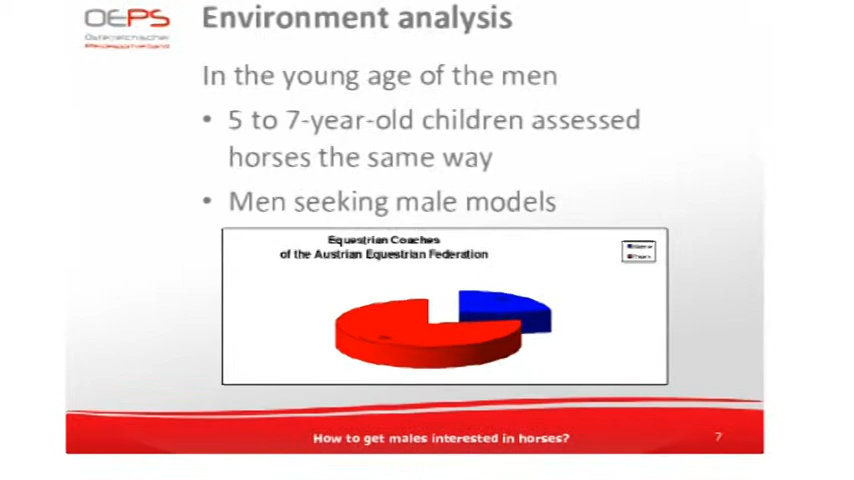 OEPS
Österreichischer
Environment analysis
In the young age of the men
• 5 to 7-year-old children assessed
horses the same way
• Men seeking male models
Equestrian Coaches
of the Austrian Equestrian Federation
How to get males interested in horses?
7